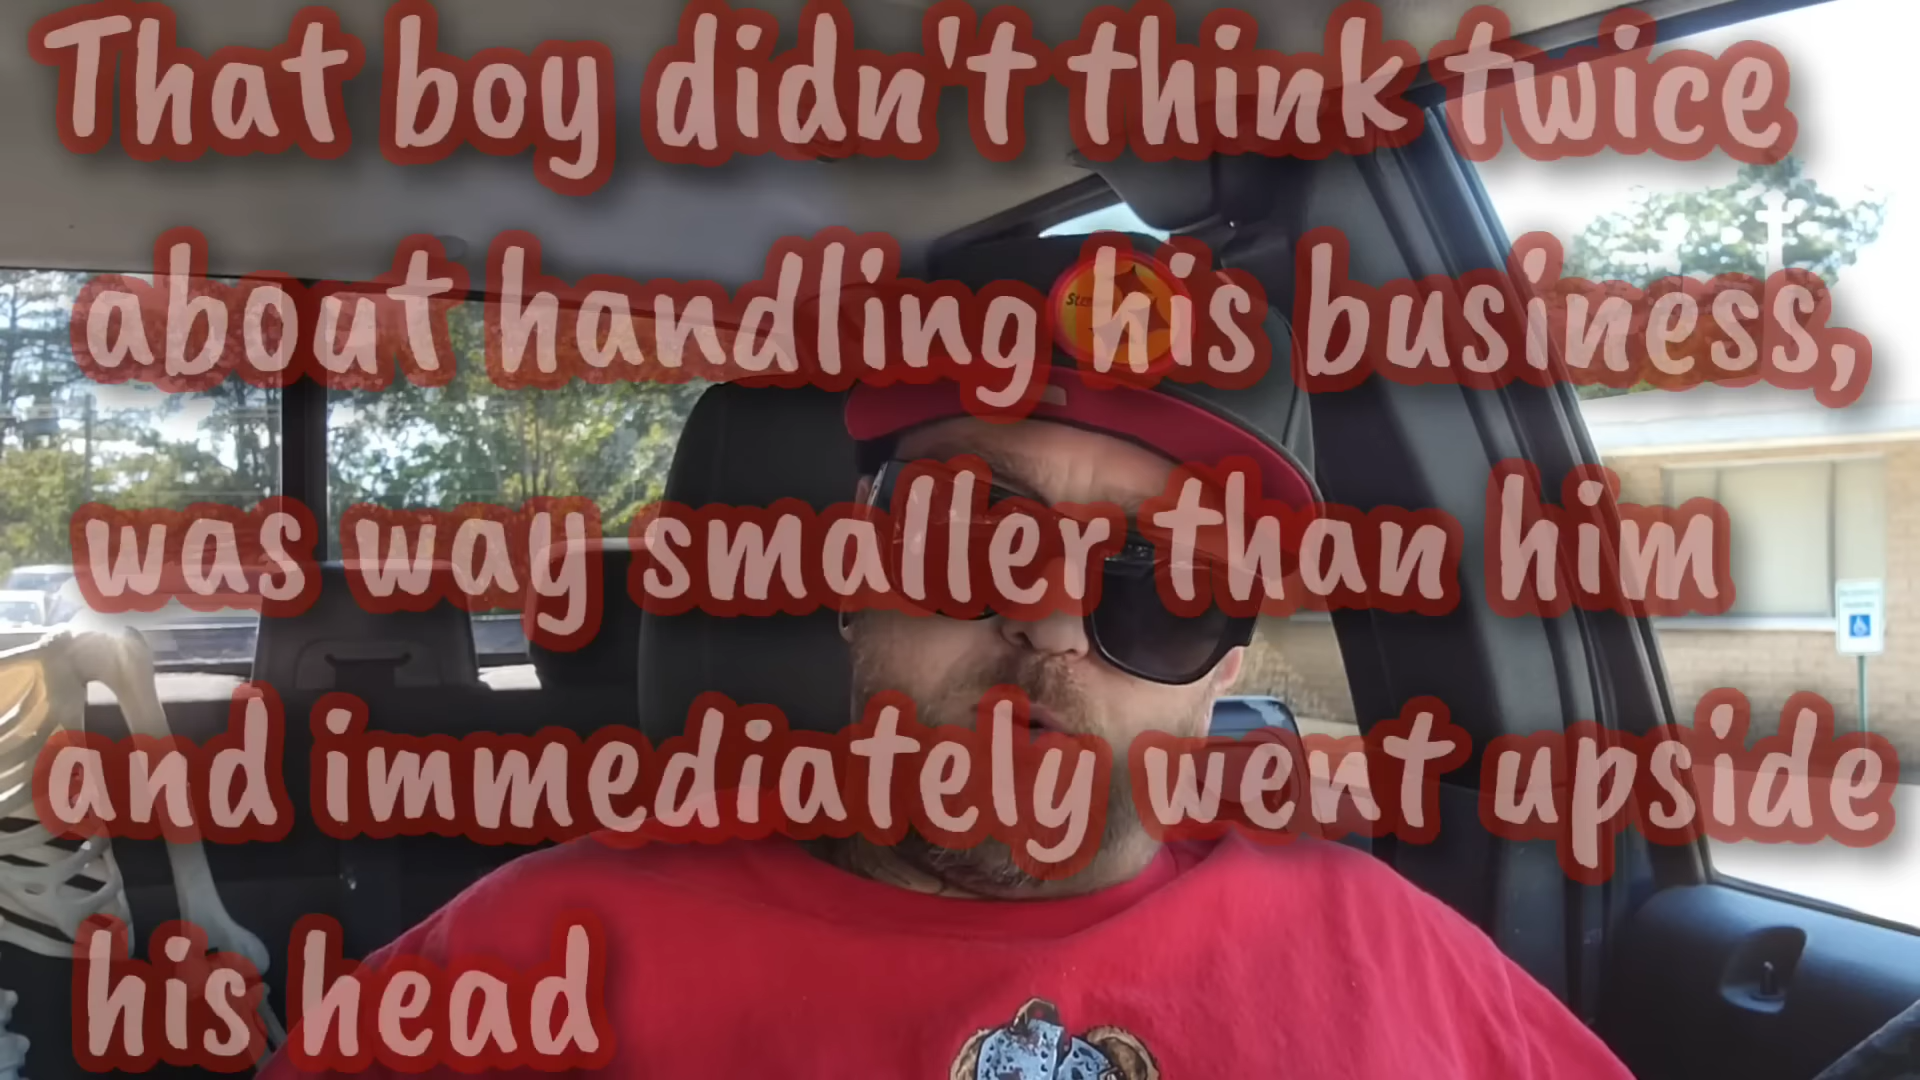 That boy didn't think twice
about handling his business,
was way smaller than him
and immediately went upside
his head